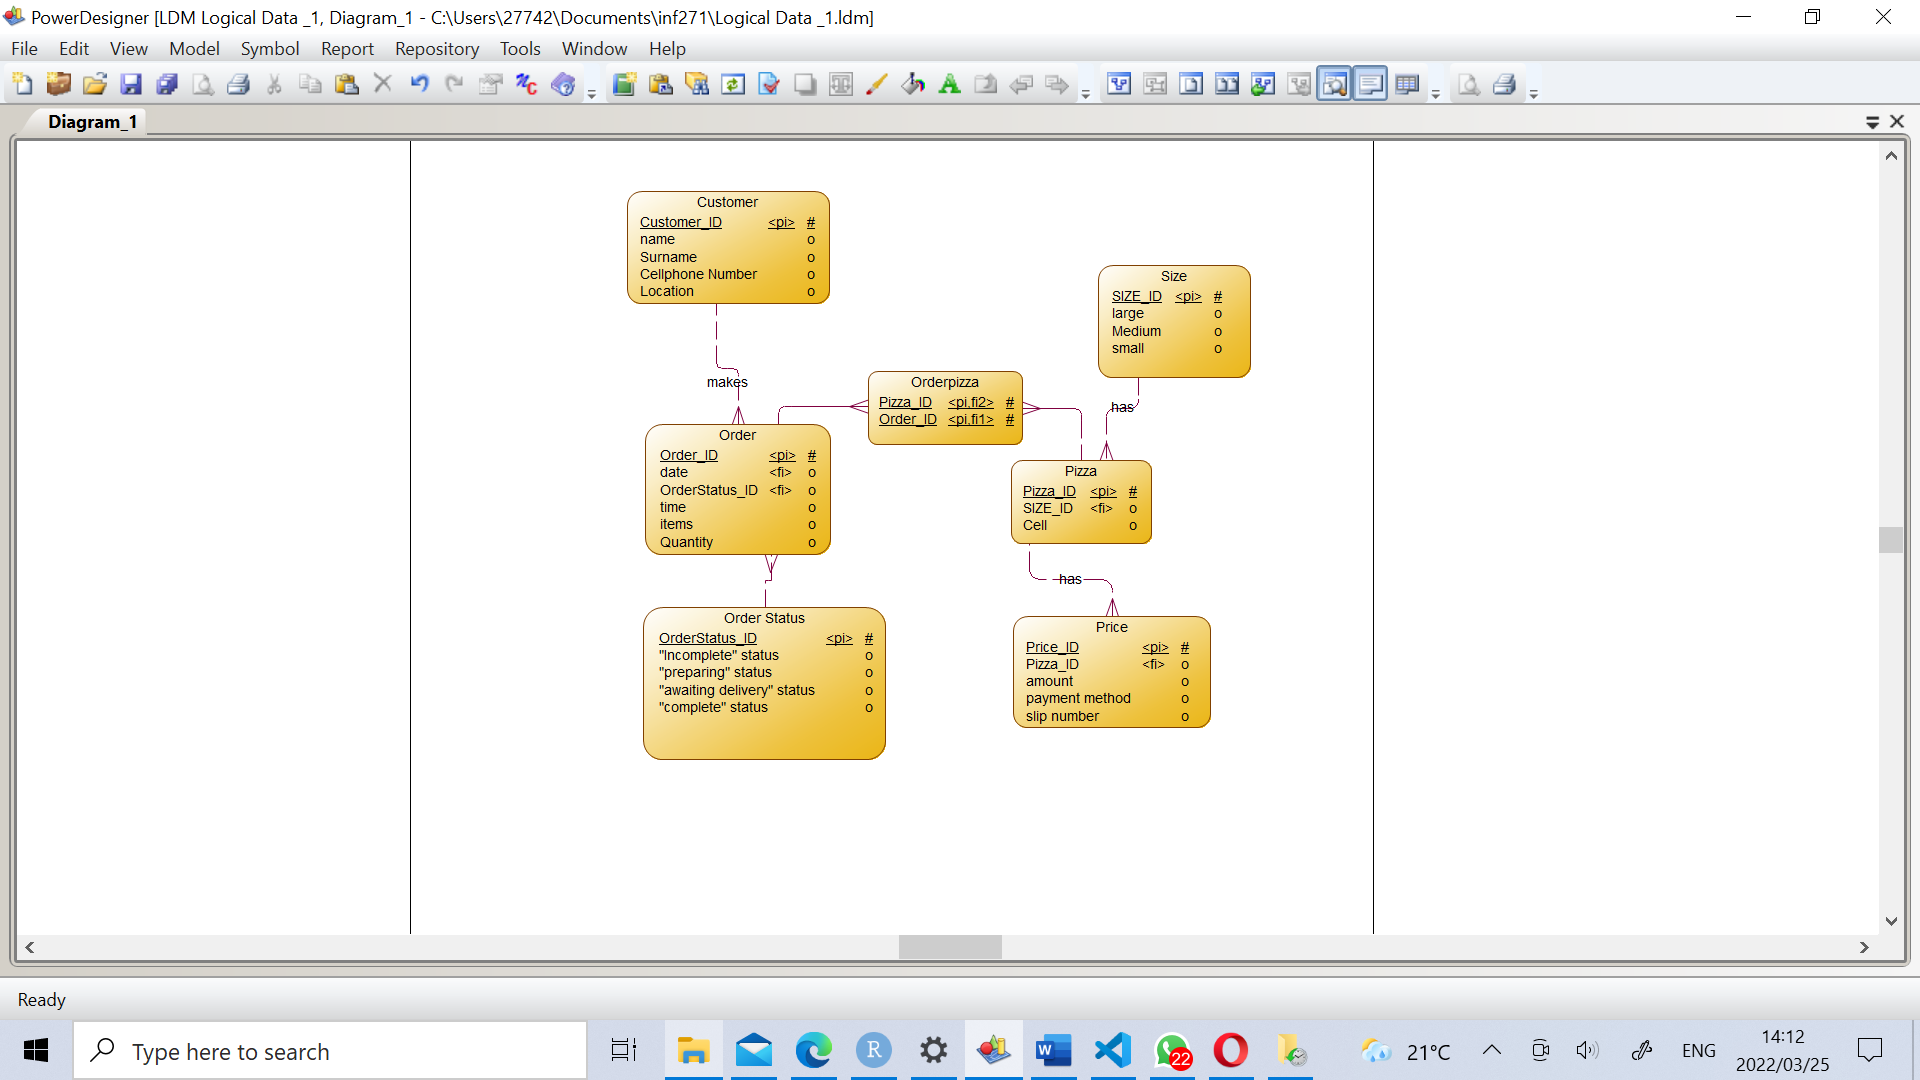 PowerDesigner [LDM Logical Data _1, Diagram_1 - C:\Users\27742\Documents\inf271\Logical Data _1.ldm]
File Edit View Model Symbol Report Repository Tools Window Help
Diagram_1
Customer
Customer_ID <pi> #
name o
Surname o
Cellphone Number o
Location o
Size
SIZE_ID <pi> #
large o
Medium o
small o
makes
Orderpizza
Pizza_ID <pi,fi2> #
Order_ID <pi,fi1> #
has
Order
Order_ID <pi> #
date <fi> o
OrderStatus_ID <fi> o
time o
items o
Quantity o
Pizza
Pizza_ID <pi> #
SIZE_ID <fi> o
Cell o
has
Order Status
OrderStatus_ID <pi> #
"Incomplete" status o
"preparing" status o
"awaiting delivery" status o
"complete" status o
Price
Price_ID <pi> #
Pizza_ID <fi> o
amount o
payment method o
slip number o
Ready
Type here to search
R
W
22
21°C
ENG
14:12
2022/03/25